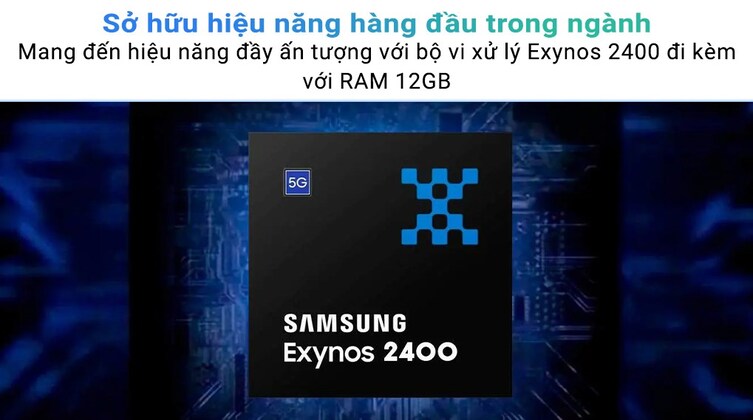 Sở hữu hiệu năng hàng đầu trong ngành
Mang đến hiệu năng đầy ấn tượng với bộ vi xử lý Exynos 2400 đi kèm
với RAM 12GB
5G
SAMSUNG
Exynos 2400